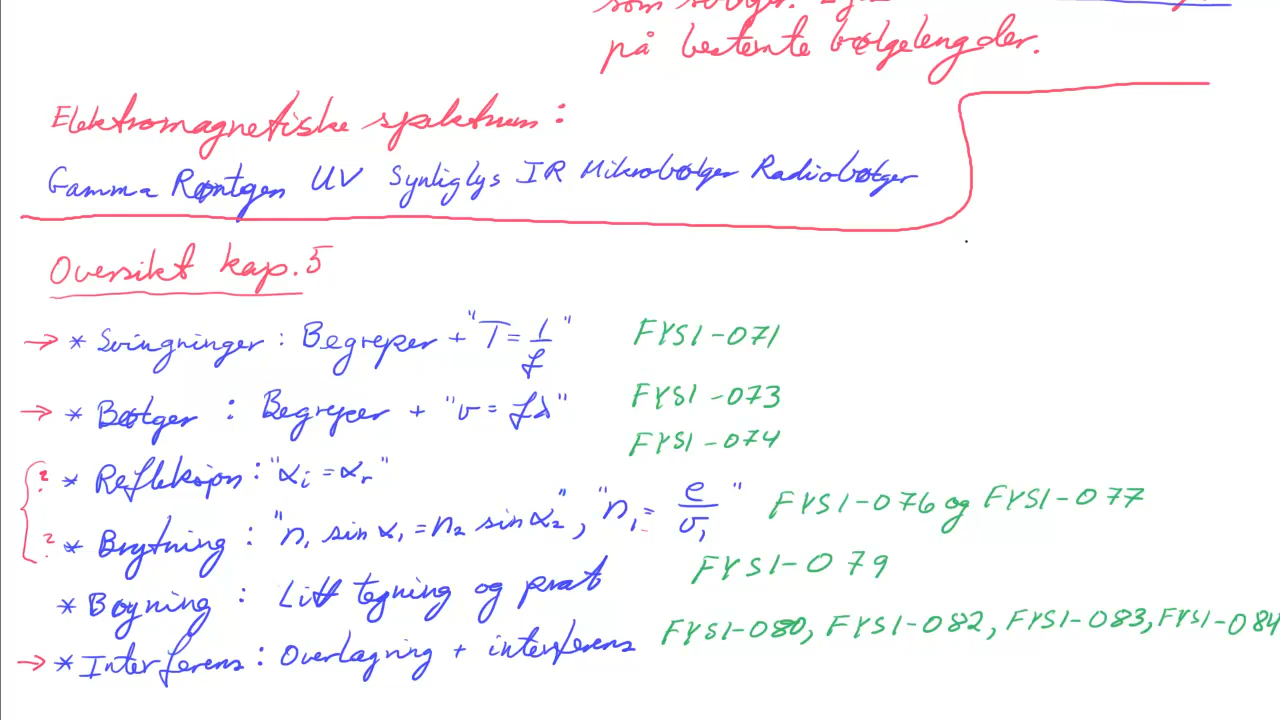 på bestemte bølgelengder.
Elektromagnetiske spektrum:
Gamma Røntgen UV Synliglys IR Mikrobølger Radiobølger
Oversikt kap. 5
→ * Svingninger : Begreper + "T = 1/f" FYS1-071
→ * Bølger : Begreper + "v = fλ" FYS1-073
FYS1-074
? * Refleksjon : "αi = αr"
? * Brytning : "n1 sin α1 = n2 sin α2", "n1 = c/v1" FYS1-076 og FYS1-077
* Bøyning : Litt tegning og prat FYS1-079
→ * Interferens : Overlagning + interferens FYS1-080, FYS1-082, FYS1-083, FYS1-084